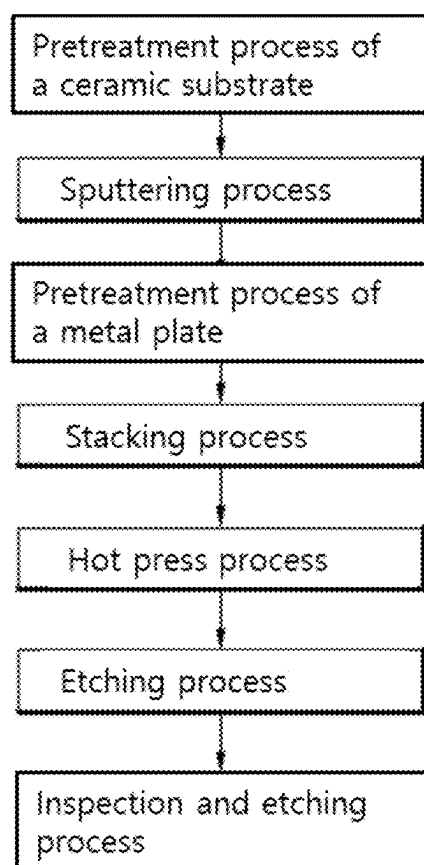 Pretreatment process of
a ceramic substrate
Sputtering process
Pretreatment process of
a metal plate
Stacking process
Hot press process
Etching process
Inspection and etching
process